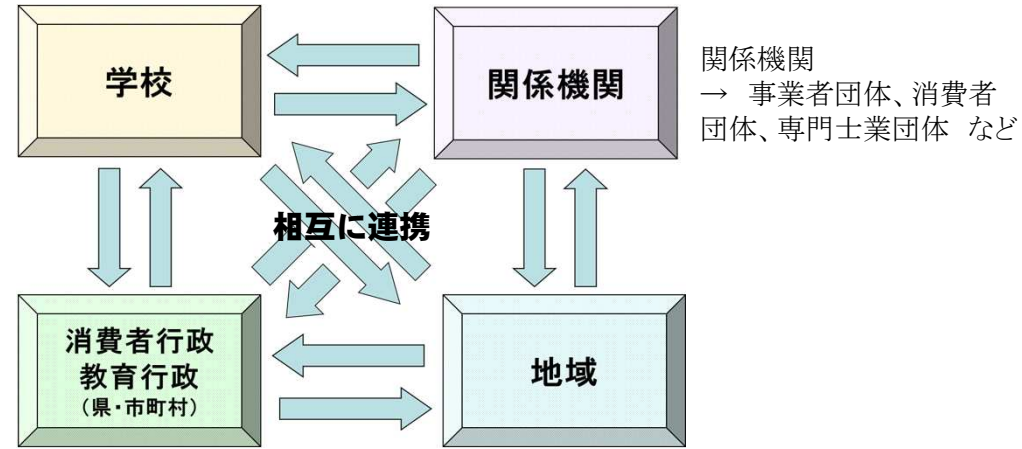 学校
関係機関
関係機関
→ 事業者団体、消費者
団体、専門士業団体 など
相互に連携
消費者行政
教育行政
(県・市町村)
地域